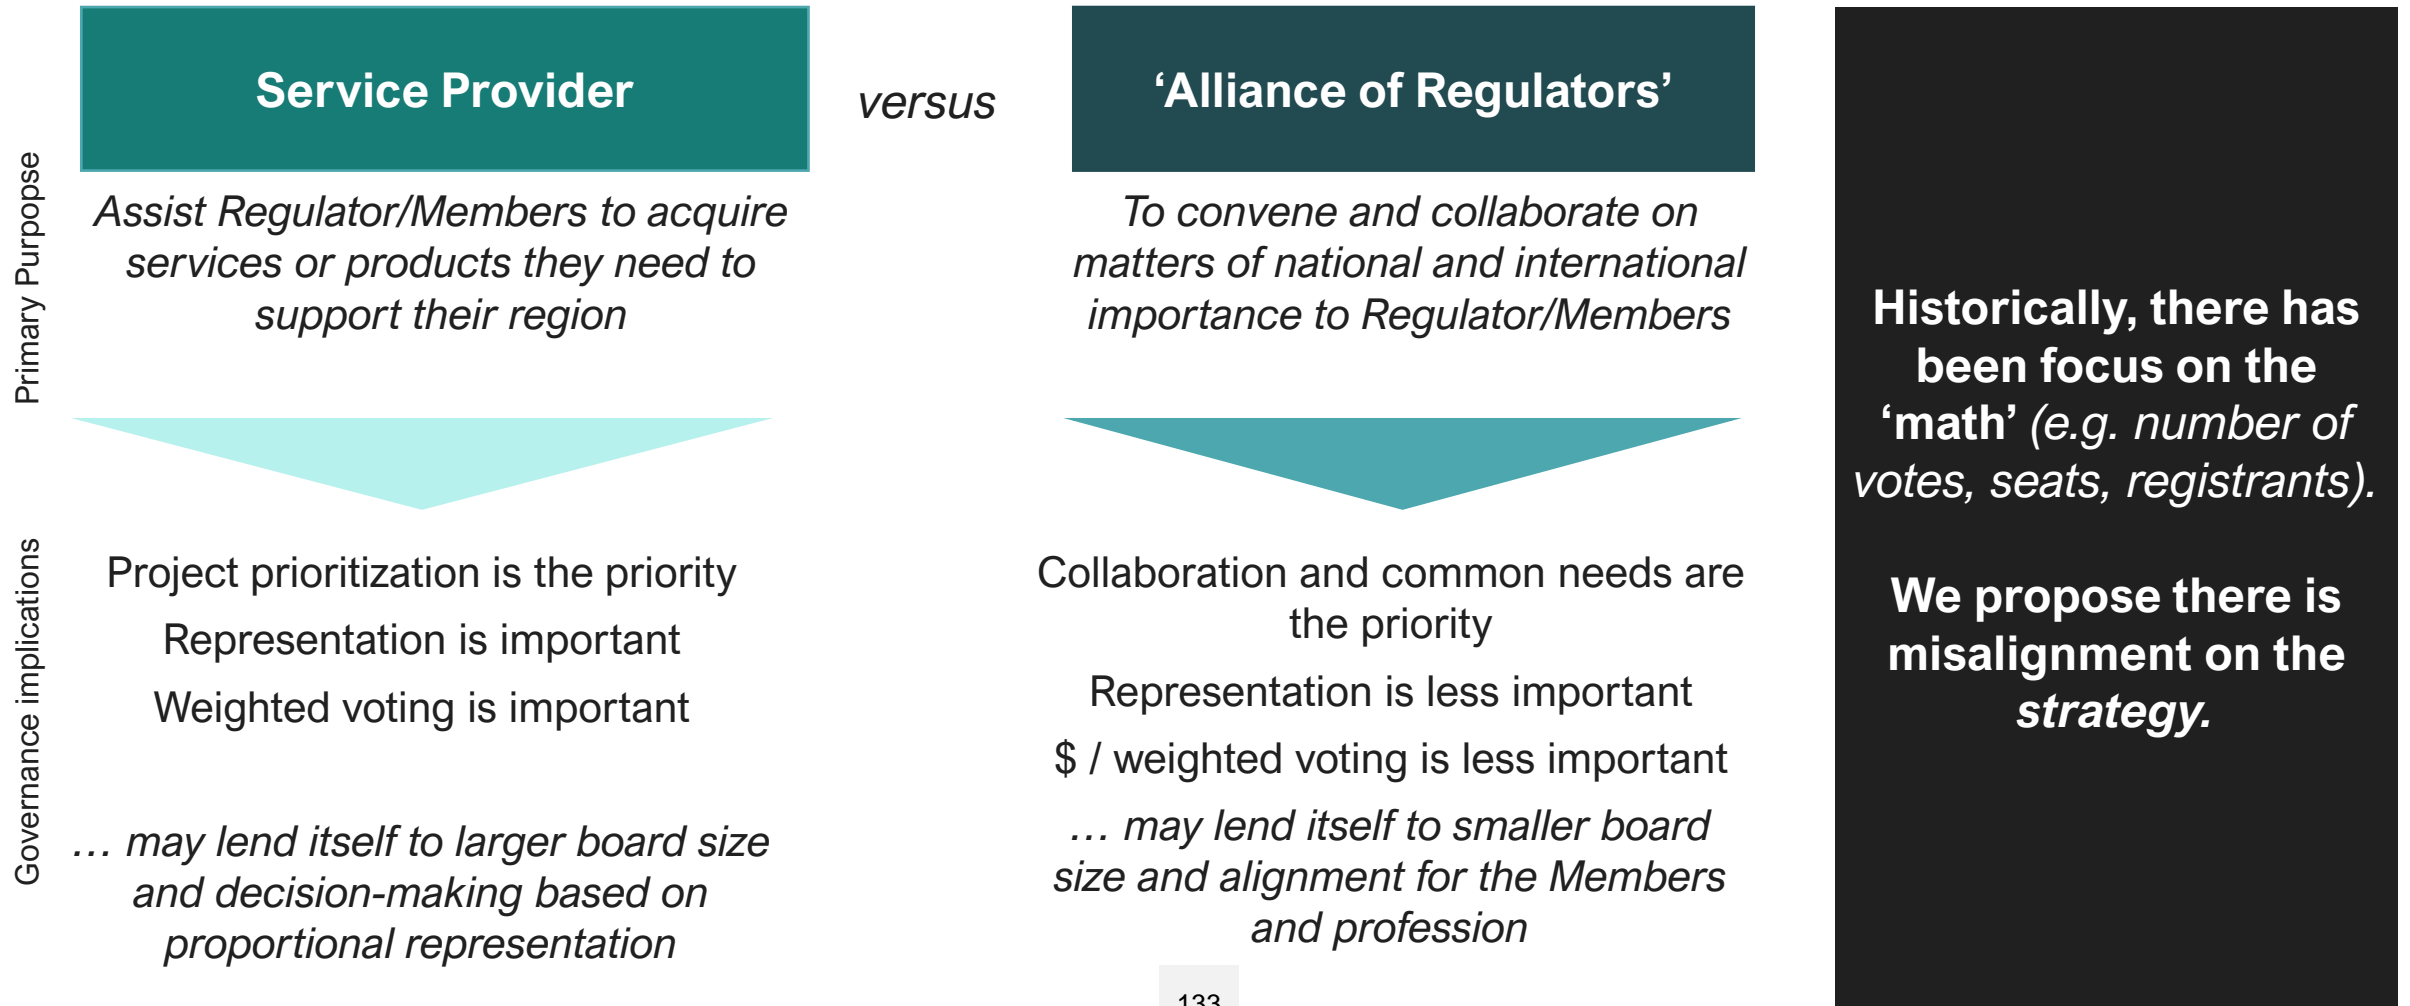 Service Provider
versus
‘Alliance of Regulators’
Primary Purpopse
Assist Regulator/Members to acquire
services or products they need to
support their region
To convene and collaborate on
matters of national and international
importance to Regulator/Members
Governance implications
Project prioritization is the priority
Representation is important
Weighted voting is important
… may lend itself to larger board size
and decision-making based on
proportional representation
Collaboration and common needs are
the priority
Representation is less important
$ / weighted voting is less important
… may lend itself to smaller board
size and alignment for the Members
and profession
Historically, there has
been focus on the
‘math’ (e.g. number of
votes, seats, registrants).
We propose there is
misalignment on the
strategy.
133